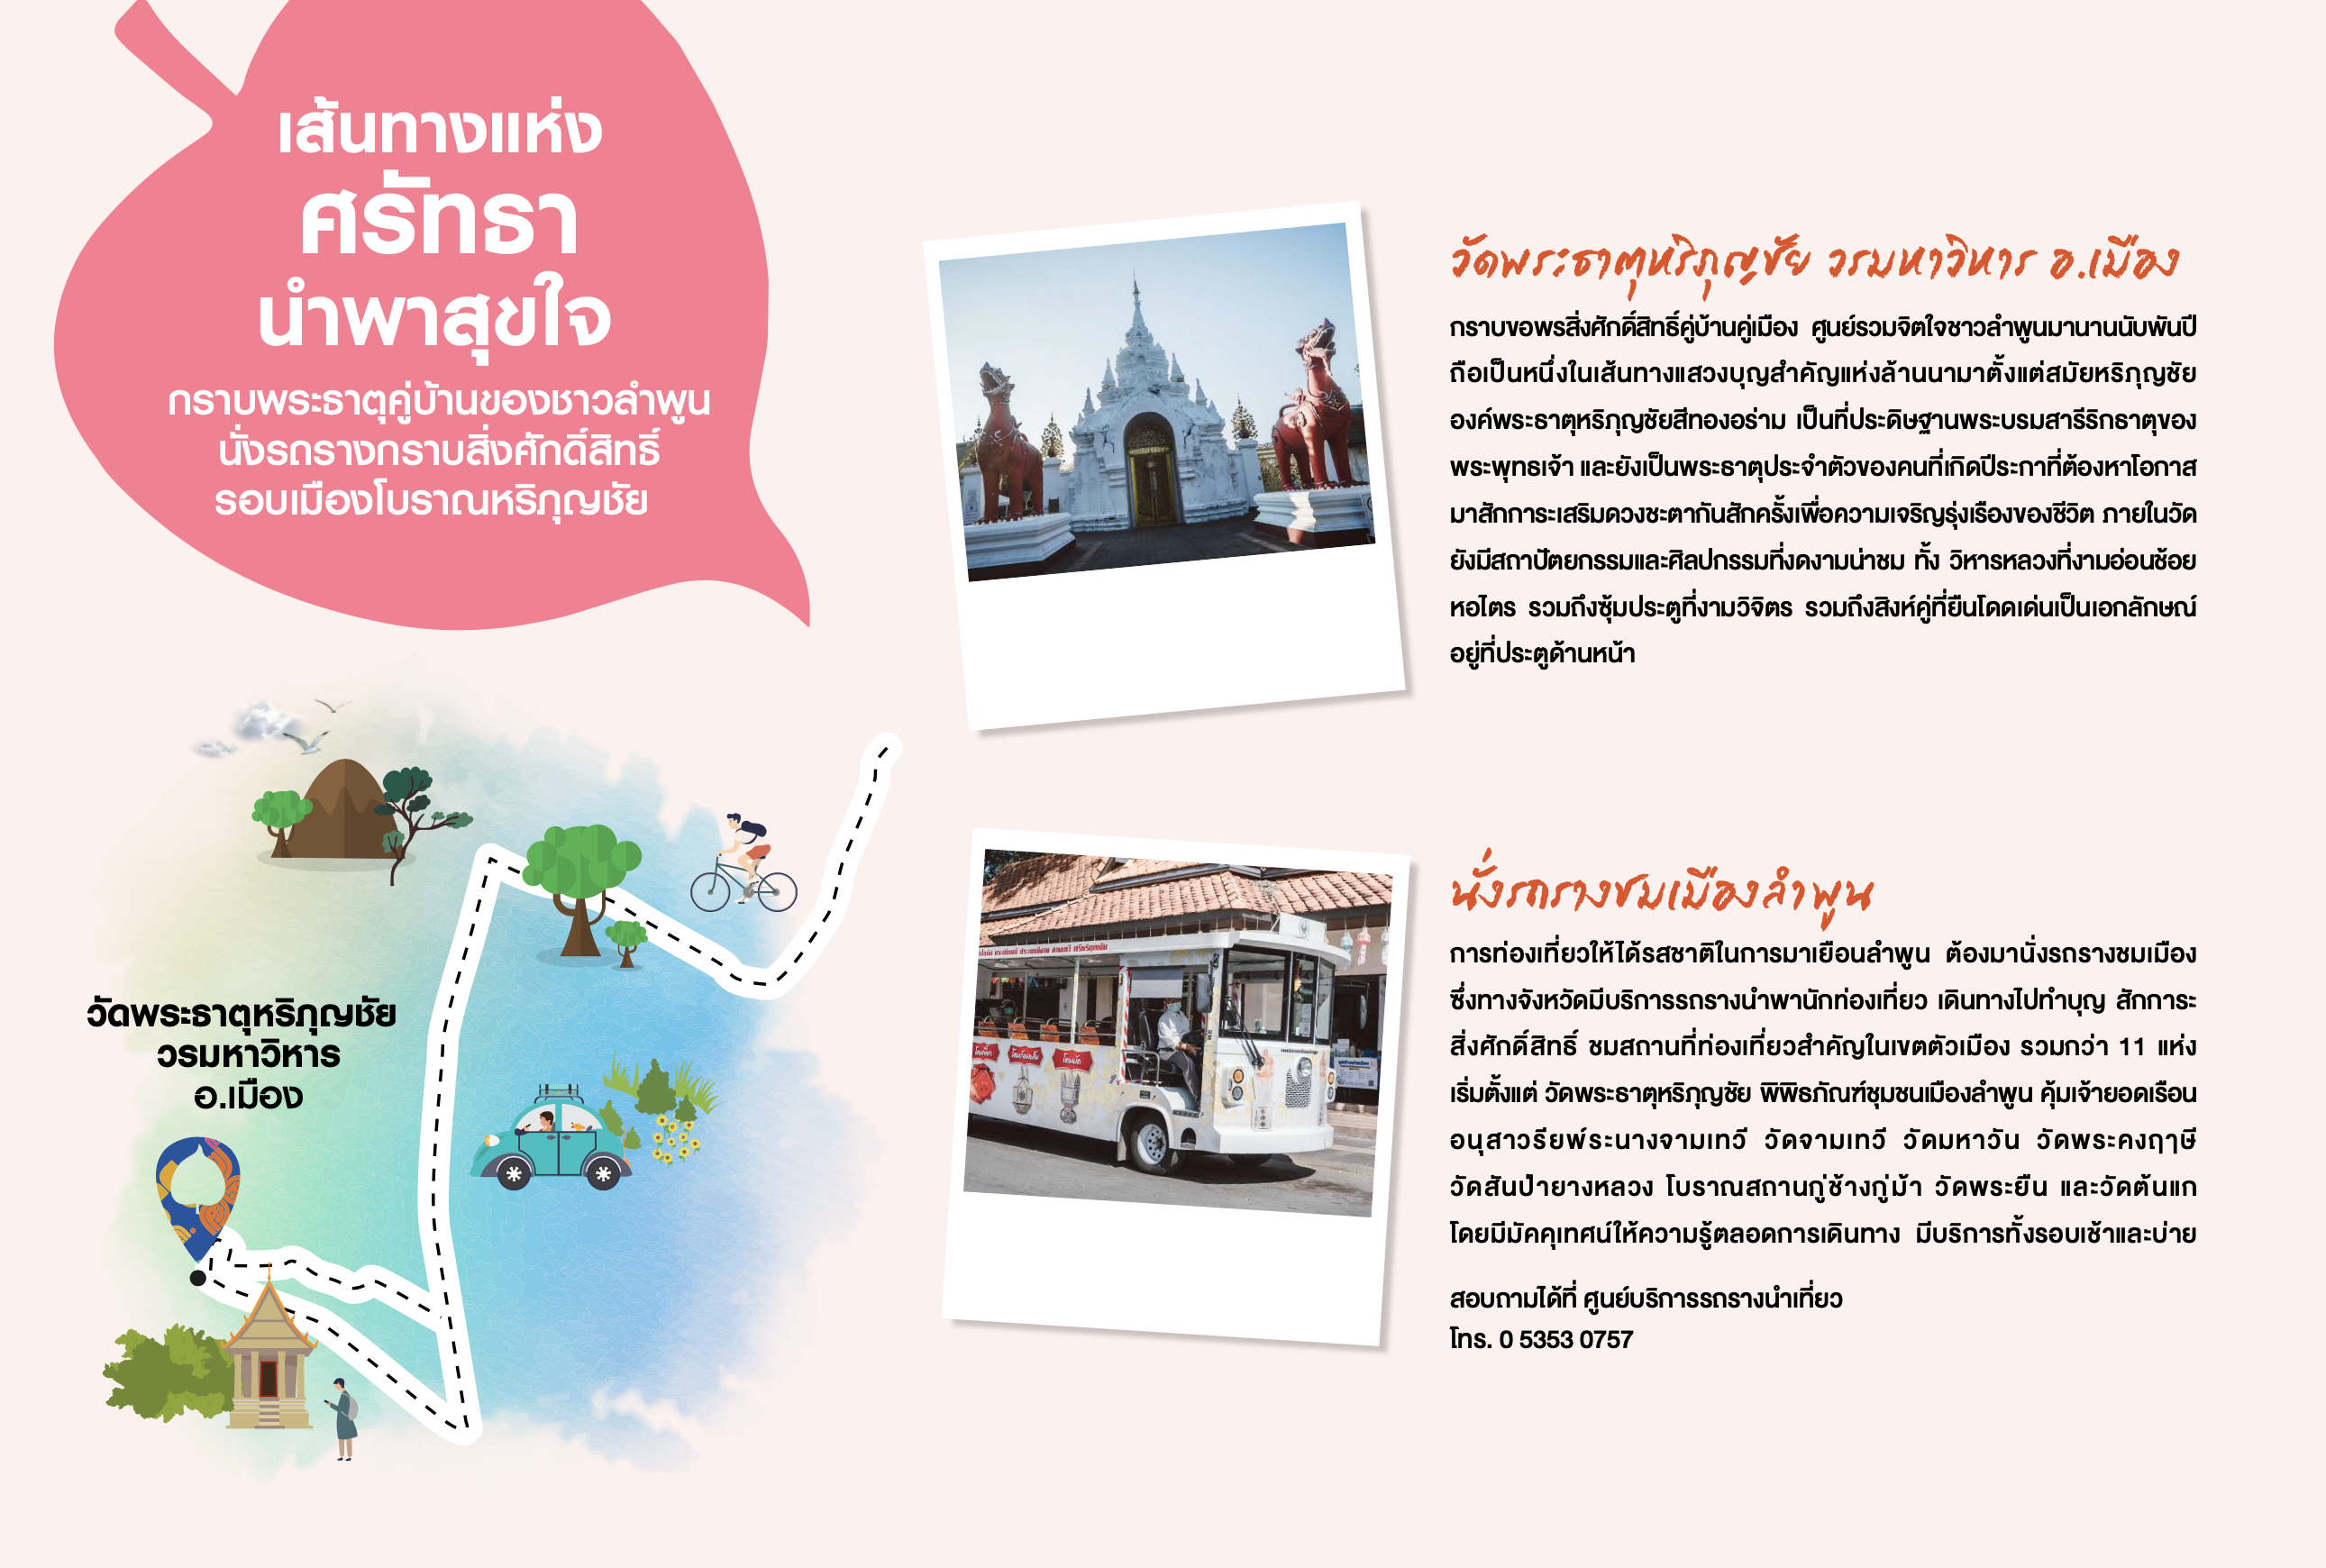 เส้นทางแห่ง
ศรัทธา
นำพาสุขใจ
กราบพระธาตุคู่บ้านของชาวลำพูน
นั่งรถรางกราบสิ่งศักดิ์สิทธิ์
รอบเมืองโบราณหริภุญชัย
วัดพระธาตุหริภุญชัย
วรมหาวิหาร
อ.เมือง
วัดพระธาตุหริภุญชัย วรมหาวิหาร อ.เมือง
กราบขอพรสิ่งศักดิ์สิทธิ์คู่บ้านคู่เมือง ศูนย์รวมจิตใจชาวลำพูนมานานนับพันปี
ถือเป็นหนึ่งในเส้นทางแสวงบุญสำคัญแห่งล้านนามาตั้งแต่สมัยหริภุญชัย
องค์พระธาตุหริภุญชัยสีทองอร่าม เป็นที่ประดิษฐานพระบรมสารีริกธาตุของ
พระพุทธเจ้า และยังเป็นพระธาตุประจำตัวของคนที่เกิดปีระกาที่ต้องหาโอกาส
มาสักการะเสริมดวงชะตากันสักครั้งเพื่อความเจริญรุ่งเรืองของชีวิต ภายในวัด
ยังมีสถาปัตยกรรมและศิลปกรรมที่งดงามน่าชม ทั้ง วิหารหลวงที่งามอ่อนช้อย
หอไตร รวมถึงซุ้มประตูที่งามวิจิตร รวมถึงสิงห์คู่ที่ยืนโดดเด่นเป็นเอกลักษณ์
อยู่ที่ประตูด้านหน้า
นั่งรถรางชมเมืองลำพูน
การท่องเที่ยวให้ได้รสชาติในการมาเยือนลำพูน ต้องมานั่งรถรางชมเมือง
ซึ่งทางจังหวัดมีบริการรถรางนำพานักท่องเที่ยว เดินทางไปทำบุญ สักการะ
สิ่งศักดิ์สิทธิ์ ชมสถานที่ท่องเที่ยวสำคัญในเขตตัวเมือง รวมกว่า 11 แห่ง
เริ่มตั้งแต่ วัดพระธาตุหริภุญชัย พิพิธภัณฑ์ชุมชนเมืองลำพูน คุ้มเจ้ายอดเรือน
อนุสาวรียพ์ระนางจามเทวี วัดจามเทวี วัดมหาวัน วัดพระคงฤาษี
วัดสันป่ายางหลวง โบราณสถานกู่ช้างกู่ม้า วัดพระยืน และวัดต้นแก
โดยมีมัคคุเทศน์ให้ความรู้ตลอดการเดินทาง มีบริการทั้งรอบเช้าและบ่าย
สอบถามได้ที่ ศูนย์บริการรถรางนำเที่ยว
โทร. 0 5353 0757